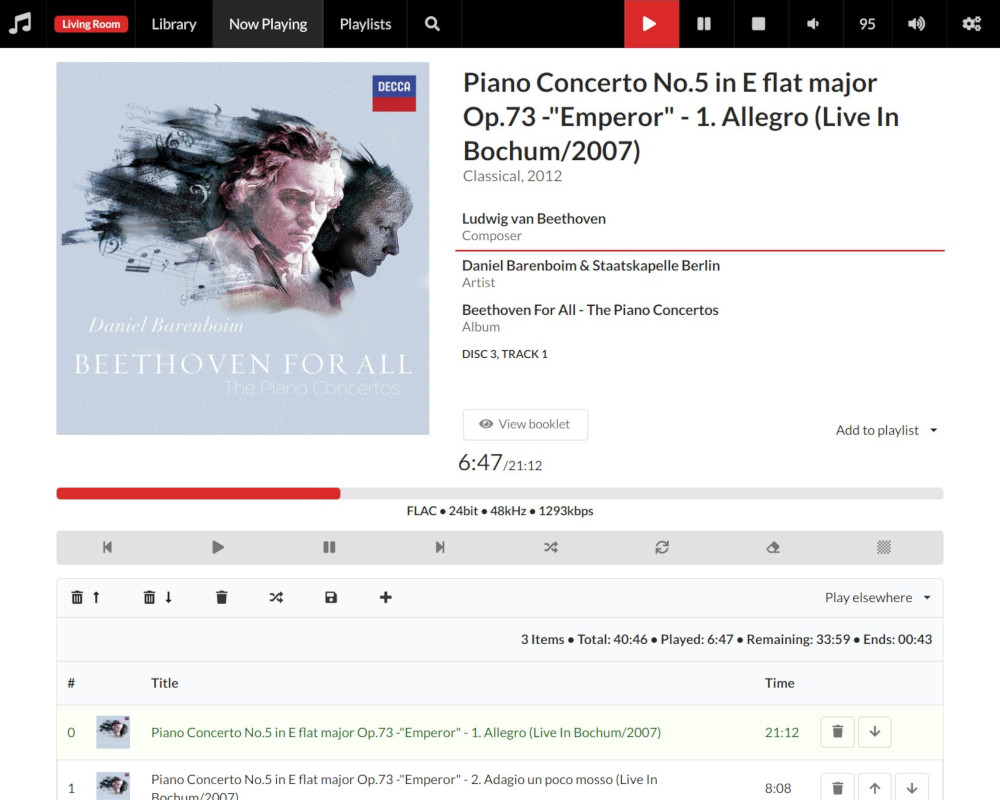 Living Room Library Now Playing Playlists 95
DECCA
Daniel Barenboim
BEETHOVEN FOR ALL
The Piano Concertos
Piano Concerto No.5 in E flat major
Op.73 -"Emperor" - 1. Allegro (Live In
Bochum/2007)
Classical, 2012
Ludwig van Beethoven
Composer
Daniel Barenboim & Staatskapelle Berlin
Artist
Beethoven For All - The Piano Concertos
Album
DISC 3, TRACK 1
View booklet
Add to playlist
6:47/21:12
FLAC ● 24bit ● 48kHz ● 1293kbps
Play elsewhere
3 Items ● Total: 40:46 ● Played: 6:47 ● Remaining: 33:59 ● Ends: 00:43
# Title Time
0 Piano Concerto No.5 in E flat major Op.73 -"Emperor" - 1. Allegro (Live In Bochum/2007) 21:12
1 Piano Concerto No.5 in E flat major Op.73 -"Emperor" - 2. Adagio un poco mosso (Live In 8:08
Bochum/2007)